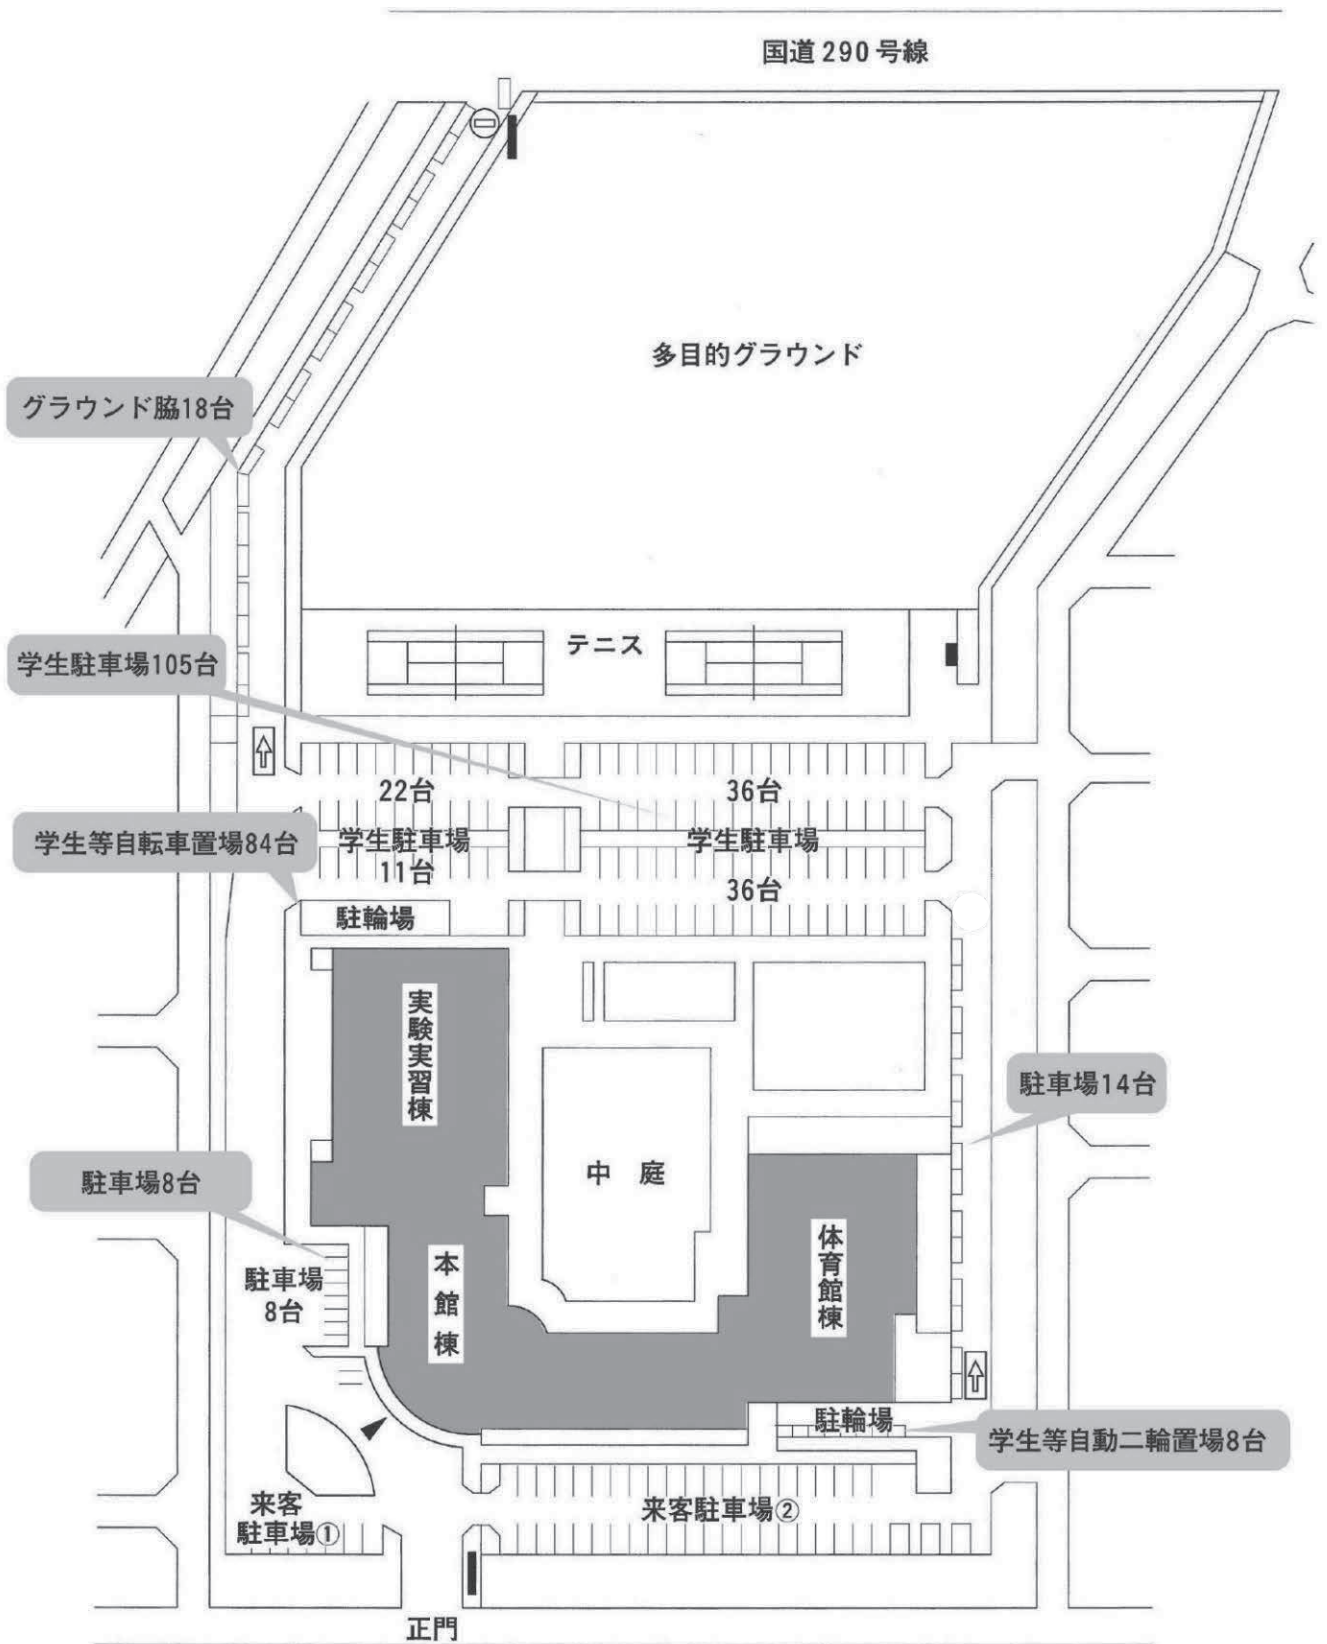 国道290号線
多目的グラウンド
グラウンド脇18台
テニス
学生駐車場105台
22台
36台
学生等自転車置場84台
学生駐車場
学生駐車場
11台
36台
駐輪場
実験実習棟
駐車場14台
中庭
駐車場8台
体育館棟
本館棟
駐車場
8台
駐輪場
学生等自動二輪置場8台
来客
駐車場①
来客駐車場②
正門